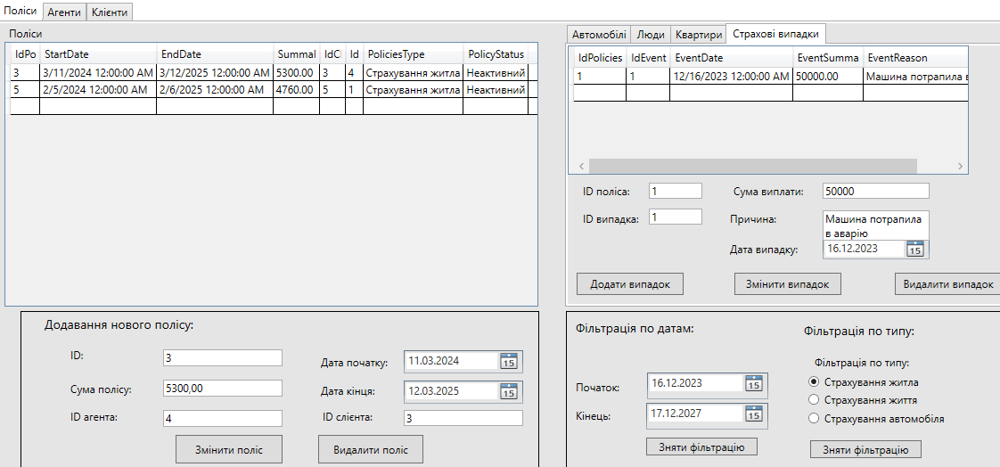 Поліси Агенти Клієнти
Поліси
IdPo StartDate EndDate Summal IdCl Id PoliciesType PolicyStatus
3 3/11/2024 12:00:00 AM 3/12/2025 12:00:00 AM 5300.00 3 4 Страхування житла Неактивний
5 2/5/2024 12:00:00 AM 2/6/2025 12:00:00 AM 4760.00 5 1 Страхування житла Неактивний
Автомобілі Люди Квартири Страхові випадки
IdPolicies IdEvent EventDate EventSumma EventReason
1 1 12/16/2023 12:00:00 AM 50000.00 Машина потрапила в
ID поліса: 1 Сума виплати: 50000
ID випадка: 1 Причина: Машина потрапила
в аварію
Дата випадку: 16.12.2023 15
Додати випадок Змінити випадок Видалити випадок
Додавання нового полісу:
ID: 3 Дата початку: 11.03.2024 15
Сума полісу: 5300,00 Дата кінця: 12.03.2025 15
ID агента: 4 ID слієнта: 3
Змінити поліс Видалити поліс
Фільтрація по датам:
Початок: 16.12.2023 15
Кінець: 17.12.2027 15
Зняти фільтрацію
Фільтрація по типу:
Фільтрація по типу:
Страхування житла
Страхування життя
Страхування автомобіля
Зняти фільтрацію